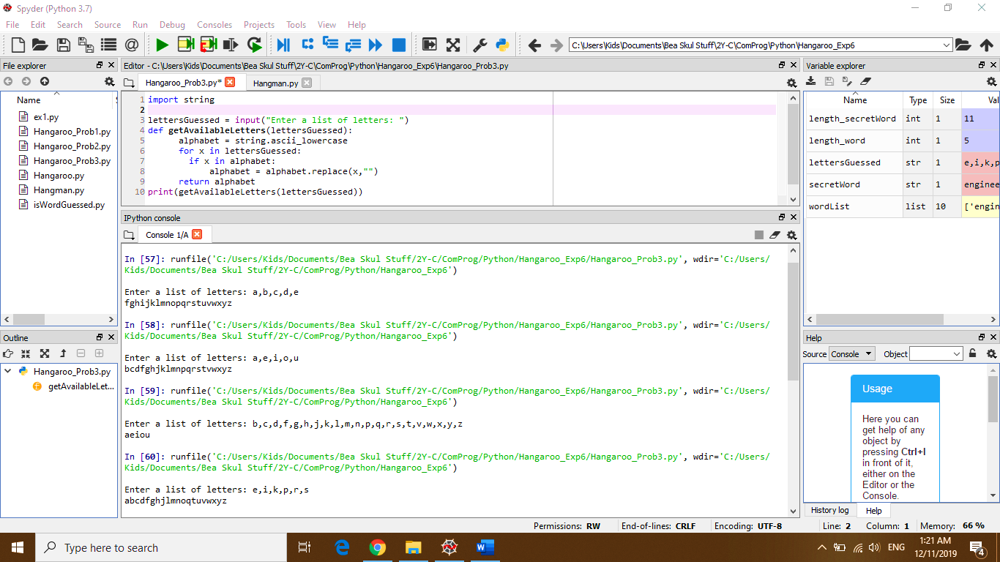 Spyder (Python 3.7)
File Edit Search Source Run Debug Consoles Projects Tools View Help
C:\Users\Kids\Documents\Bea Skul Stuff\2Y-C\ComProg\Python\Hangaroo_Exp6
File explorer
Name
ex1.py
Hangaroo_Prob1.py
Hangaroo_Prob2.py
Hangaroo_Prob3.py
Hangaroo.py
Hangman.py
isWordGuessed.py
Outline
Hangaroo_Prob3.py
getAvailableLet...
Editor - C:\Users\Kids\Documents\Bea Skul Stuff\2Y-C\ComProg\Python\Hangaroo_Exp6\Hangaroo_Prob3.py
Hangaroo_Prob3.py* Hangman.py
1 import string
2
3 lettersGuessed = input("Enter a list of letters: ")
4 def getAvailableLetters(lettersGuessed):
5 alphabet = string.ascii_lowercase
6 for x in lettersGuessed:
7 if x in alphabet:
8 alphabet = alphabet.replace(x,"")
9 return alphabet
10 print(getAvailableLetters(lettersGuessed))
IPython console
Console 1/A
In [57]: runfile('C:/Users/Kids/Documents/Bea Skul Stuff/2Y-C/ComProg/Python/Hangaroo_Exp6/Hangaroo_Prob3.py', wdir='C:/Users/
Kids/Documents/Bea Skul Stuff/2Y-C/ComProg/Python/Hangaroo_Exp6')
Enter a list of letters: a,b,c,d,e
fghijklmnopqrstuvwxyz
In [58]: runfile('C:/Users/Kids/Documents/Bea Skul Stuff/2Y-C/ComProg/Python/Hangaroo_Exp6/Hangaroo_Prob3.py', wdir='C:/Users/
Kids/Documents/Bea Skul Stuff/2Y-C/ComProg/Python/Hangaroo_Exp6')
Enter a list of letters: a,e,i,o,u
bcdfghjklmnpqrstvwxyz
In [59]: runfile('C:/Users/Kids/Documents/Bea Skul Stuff/2Y-C/ComProg/Python/Hangaroo_Exp6/Hangaroo_Prob3.py', wdir='C:/Users/
Kids/Documents/Bea Skul Stuff/2Y-C/ComProg/Python/Hangaroo_Exp6')
Enter a list of letters: b,c,d,f,g,h,j,k,l,m,n,p,q,r,s,t,v,w,x,y,z
aeiou
In [60]: runfile('C:/Users/Kids/Documents/Bea Skul Stuff/2Y-C/ComProg/Python/Hangaroo_Exp6/Hangaroo_Prob3.py', wdir='C:/Users/
Kids/Documents/Bea Skul Stuff/2Y-C/ComProg/Python/Hangaroo_Exp6')
Enter a list of letters: e,i,k,p,r,s
abcdfghjlmnoqtuvwxyz
Variable explorer
Name Type Size Val
length_secretWord int 1 11
length_word int 1 5
lettersGuessed str 1 e,i,k,p
secretWord str 1 enginee
wordList list 10 ['engin
Help
Source Console Object
Usage
Here you can
get help of any
object by
pressing Ctrl+I
in front of it,
either on the
Editor or the
Console.
History log Help
Permissions: RW End-of-lines: CRLF Encoding: UTF-8 Line: 2 Column: 1 Memory: 66 %
Type here to search
ENG
1:21 AM
12/11/2019
4